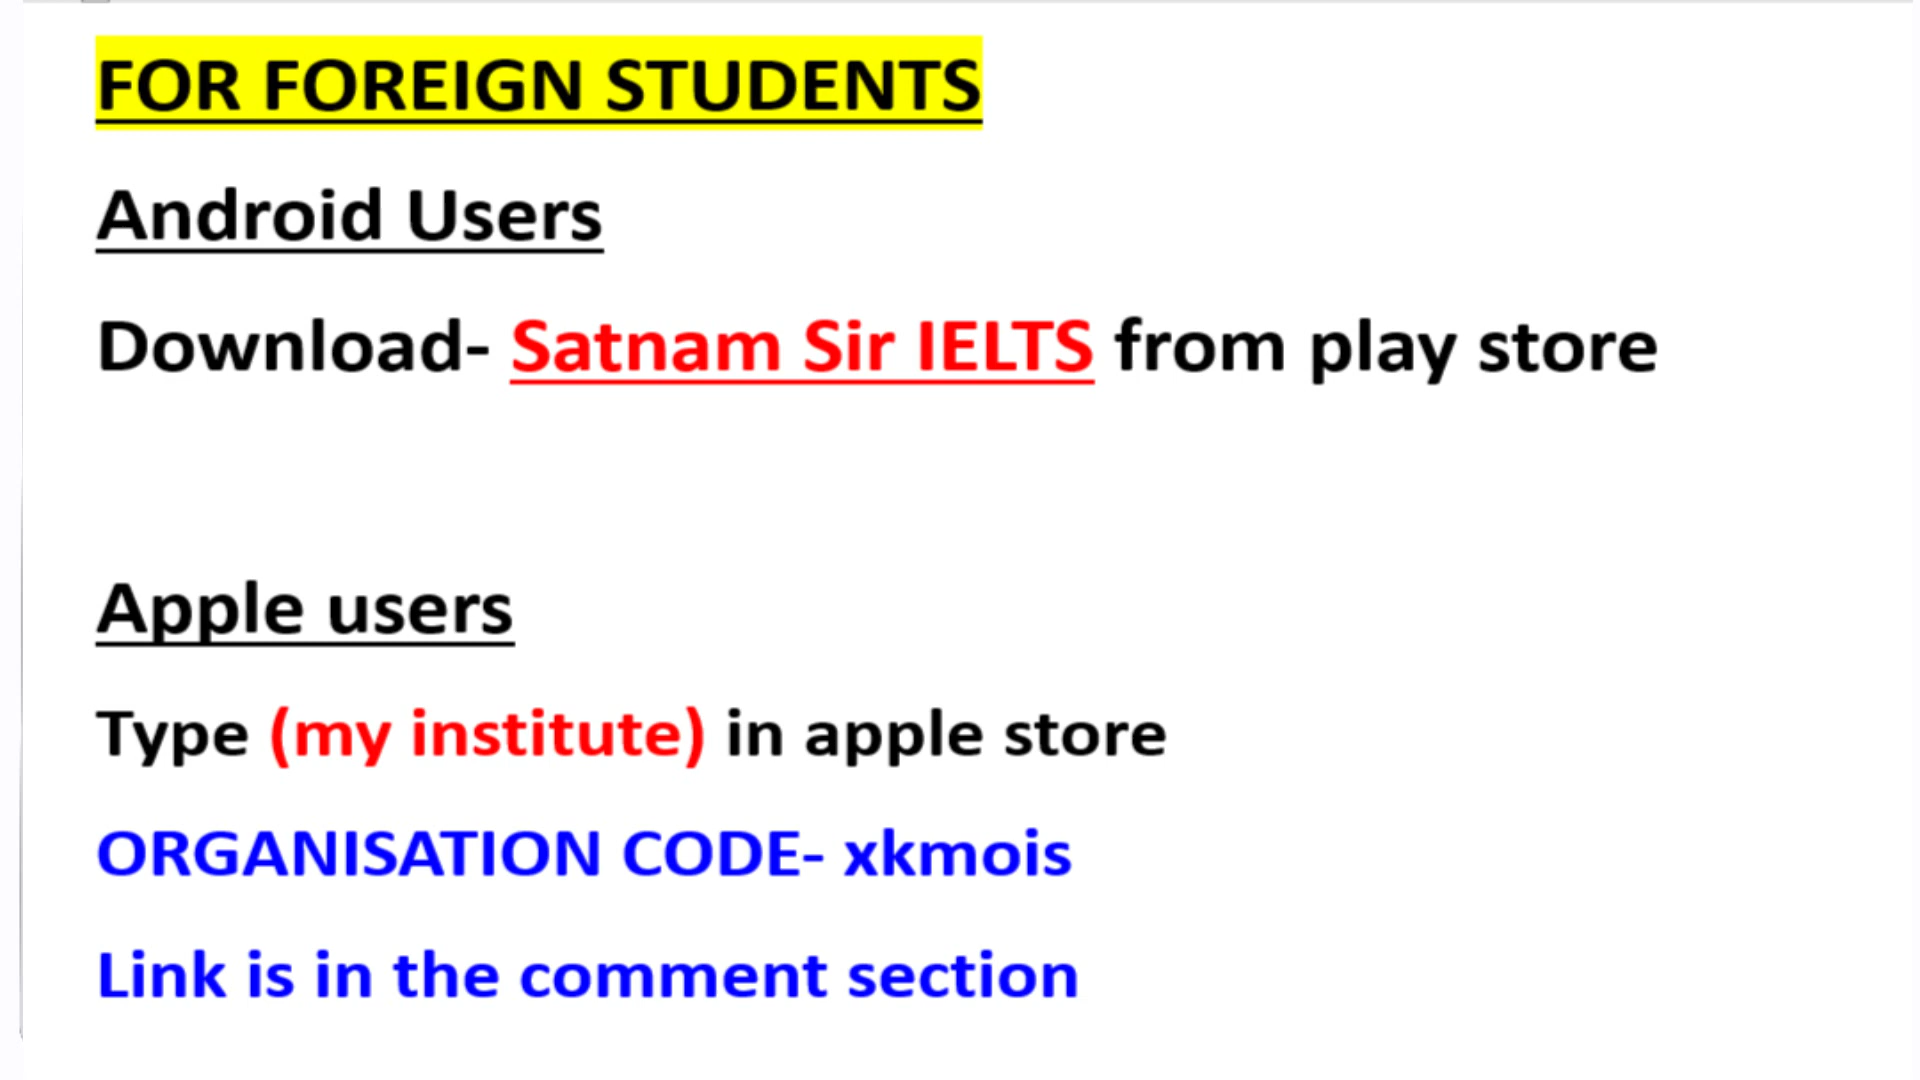 FOR FOREIGN STUDENTS
Android Users
Download- Satnam Sir IELTS from play store
Apple users
Type (my institute) in apple store
ORGANISATION CODE- xkmois
Link is in the comment section